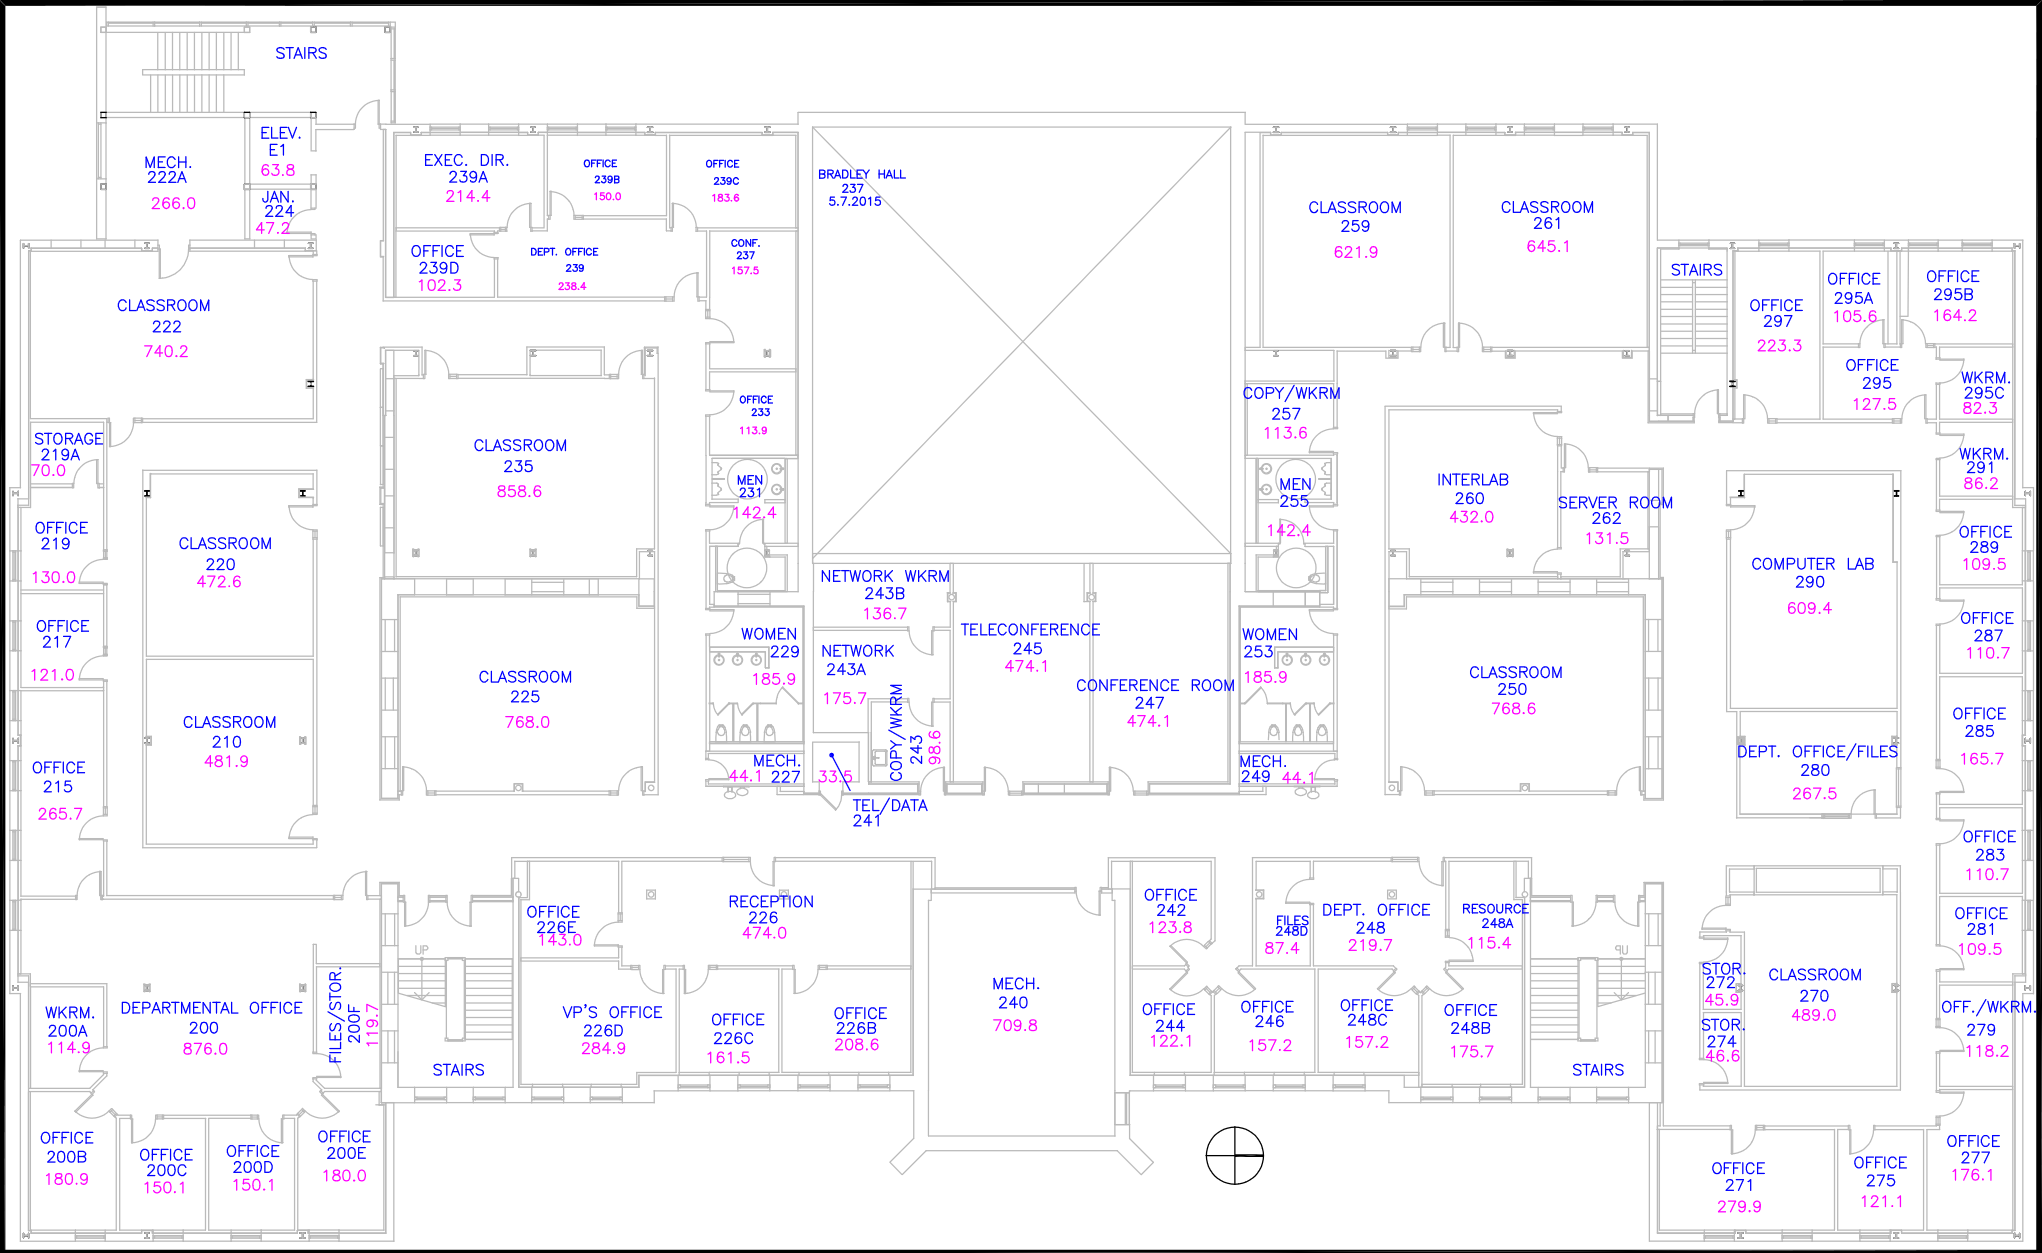 STAIRS
ELEV.
E1
63.8
MECH.
222A
266.0
JAN.
224
47.2
EXEC. DIR.
239A
214.4
OFFICE
239B
150.0
OFFICE
239C
183.6
BRADLEY HALL
237
5.7.2015
OFFICE
239D
102.3
DEPT. OFFICE
239
238.4
CONF.
237
157.5
CLASSROOM
259
621.9
CLASSROOM
261
645.1
STAIRS
OFFICE
297
223.3
OFFICE
295A
105.6
OFFICE
295B
164.2
OFFICE
295
127.5
WKRM.
295C
82.3
CLASSROOM
222
740.2
STORAGE
219A
70.0
CLASSROOM
235
858.6
OFFICE
233
113.9
COPY/WKRM
257
113.6
MEN
231
142.4
MEN
255
142.4
INTERLAB
260
432.0
SERVER ROOM
262
131.5
WKRM.
291
86.2
OFFICE
219
130.0
CLASSROOM
220
472.6
COMPUTER LAB
290
609.4
OFFICE
289
109.5
OFFICE
217
121.0
CLASSROOM
225
768.0
WOMEN
229
185.9
NETWORK WKRM
243B
136.7
NETWORK
243A
175.7
TELECONFERENCE
245
474.1
CONFERENCE ROOM
247
474.1
WOMEN
253
185.9
CLASSROOM
250
768.6
OFFICE
287
110.7
CLASSROOM
210
481.9
OFFICE
215
265.7
MECH.
227
44.1
33.5
COPY/WKRM
243
98.6
TEL/DATA
241
MECH.
249
44.1
DEPT. OFFICE/FILES
280
267.5
OFFICE
285
165.7
OFFICE
283
110.7
OFFICE
226E
143.0
RECEPTION
226
474.0
OFFICE
242
123.8
FILES
248D
87.4
DEPT. OFFICE
248
219.7
RESOURCE
248A
115.4
OFFICE
281
109.5
UP
UP
DEPARTMENTAL OFFICE
200
876.0
WKRM.
200A
114.9
FILES/STOR.
200F
119.7
STAIRS
VP'S OFFICE
226D
284.9
OFFICE
226C
161.5
OFFICE
226B
208.6
MECH.
240
709.8
OFFICE
244
122.1
OFFICE
246
157.2
OFFICE
248C
157.2
OFFICE
248B
175.7
STAIRS
STOR.
272
45.9
STOR.
274
46.6
CLASSROOM
270
489.0
OFF./WKRM.
279
118.2
OFFICE
200B
180.9
OFFICE
200C
150.1
OFFICE
200D
150.1
OFFICE
200E
180.0
OFFICE
271
279.9
OFFICE
275
121.1
OFFICE
277
176.1